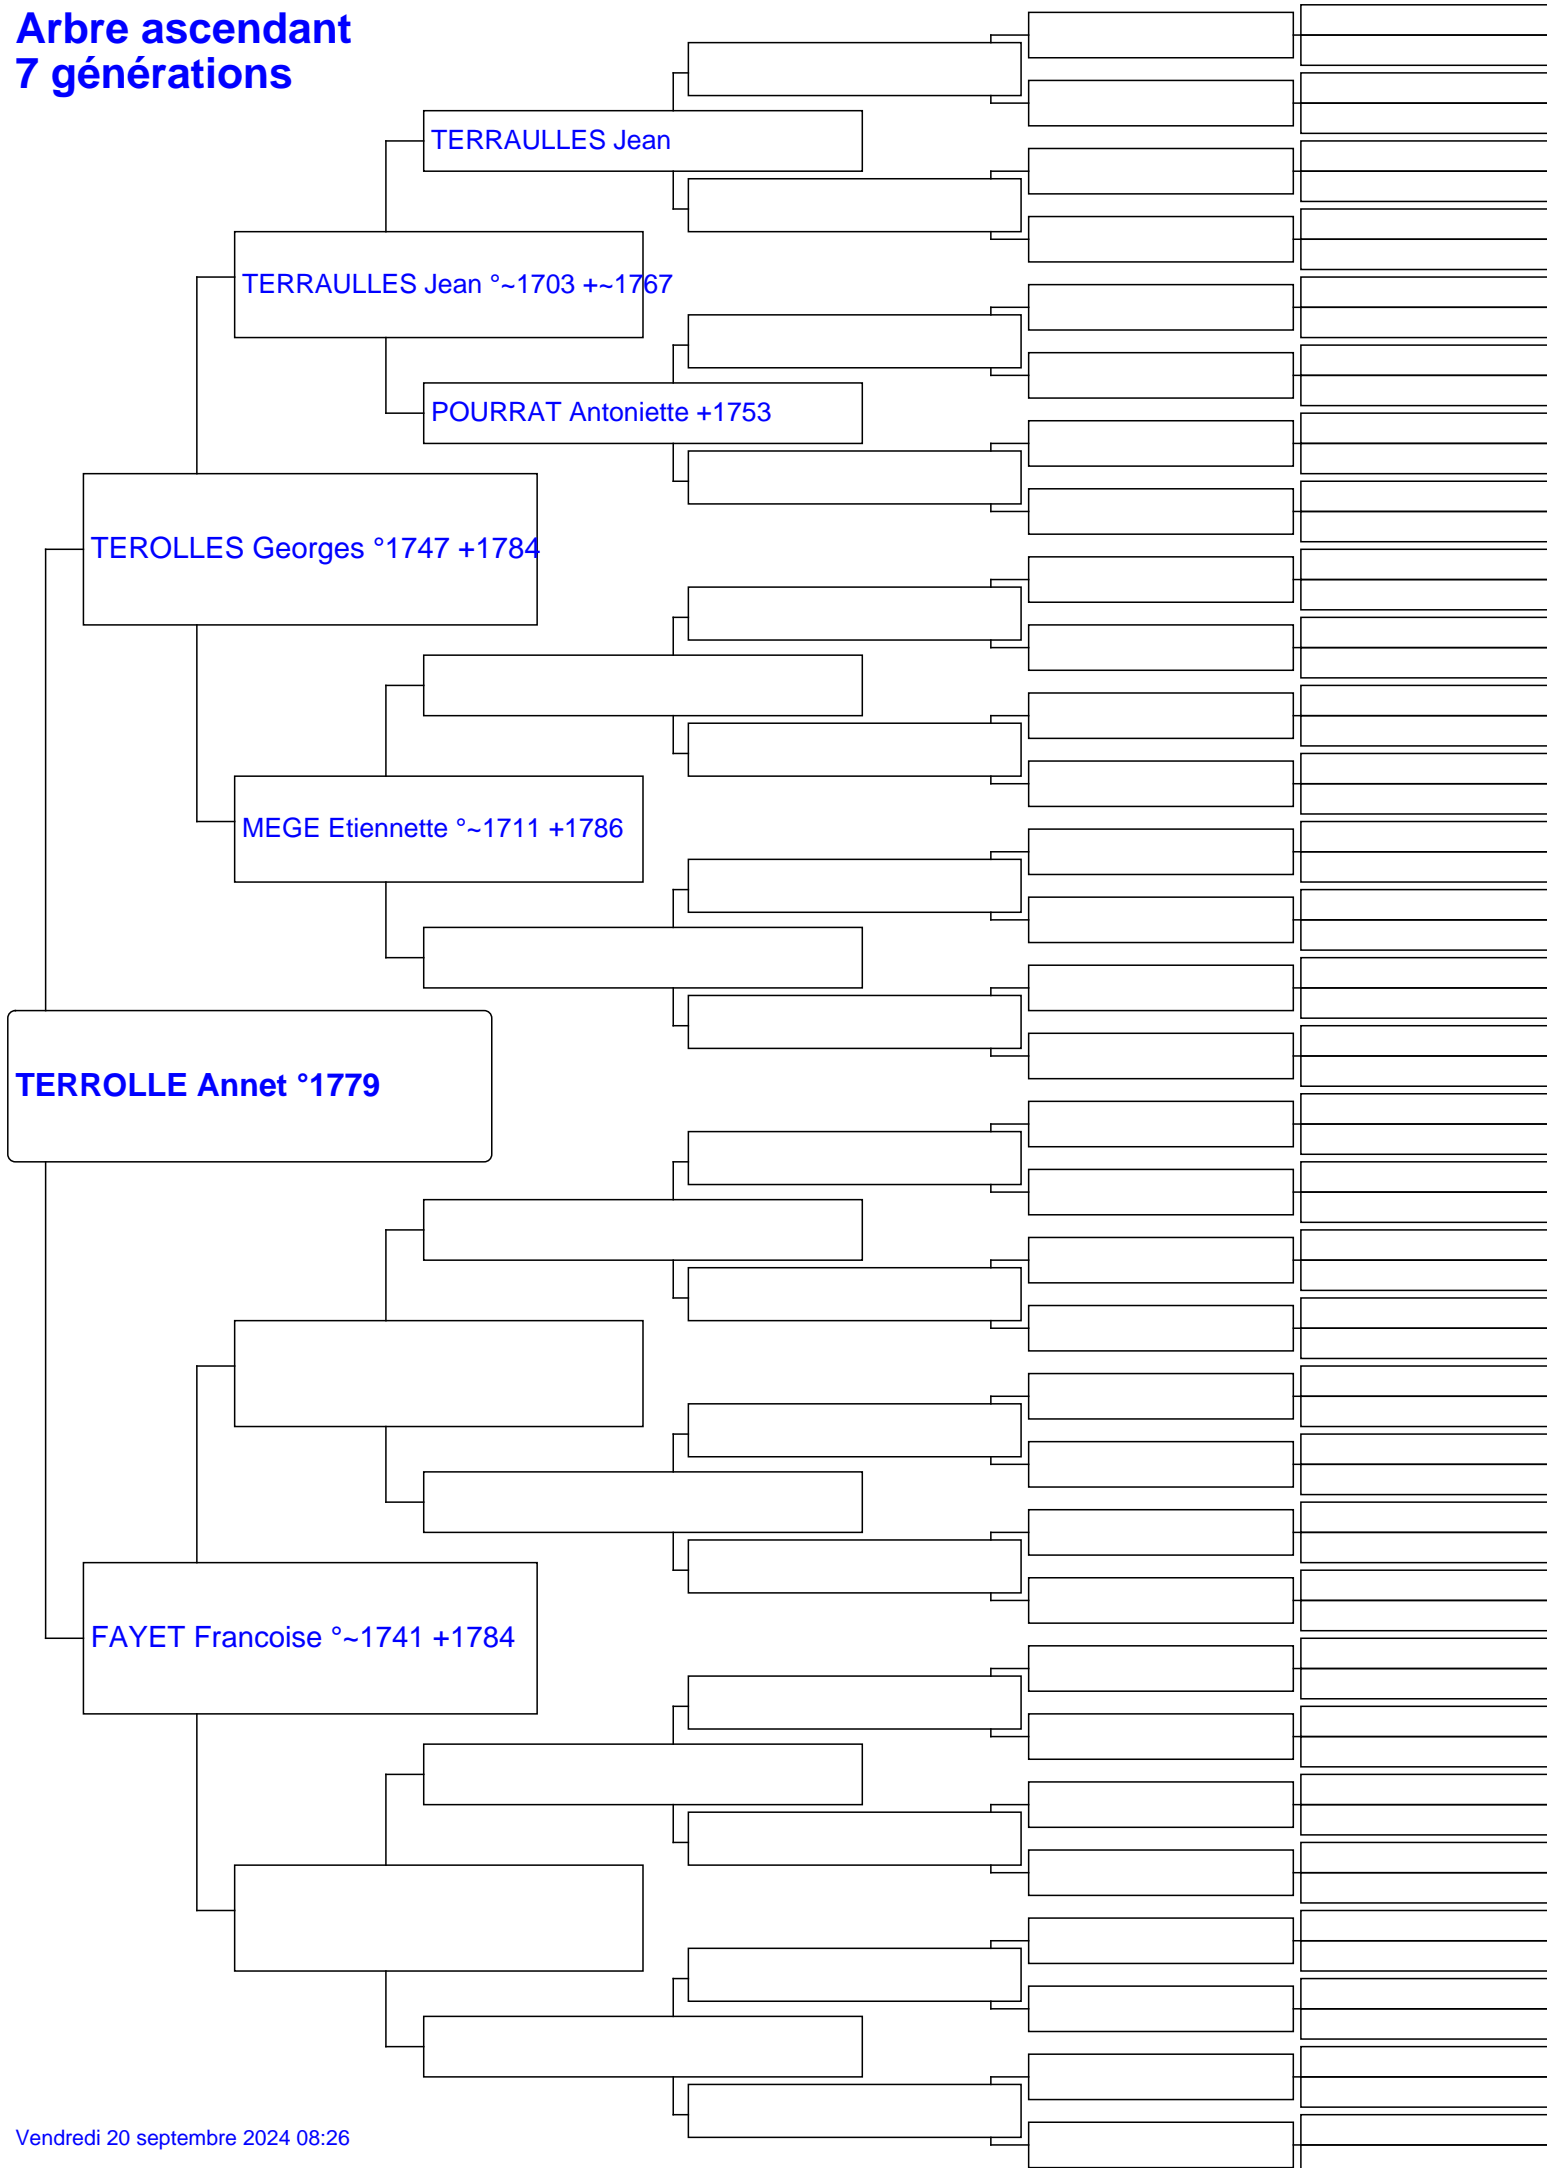 Arbre ascendant
7 générations
TERRAULLES Jean
TERRAULLES Jean °~1703 +~1767
POURRAT Antoniette +1753
TEROLLES Georges °1747 +1784
MEGE Etiennette °~1711 +1786
TERROLLE Annet °1779
FAYET Francoise °~1741 +1784
Vendredi 20 septembre 2024 08:26